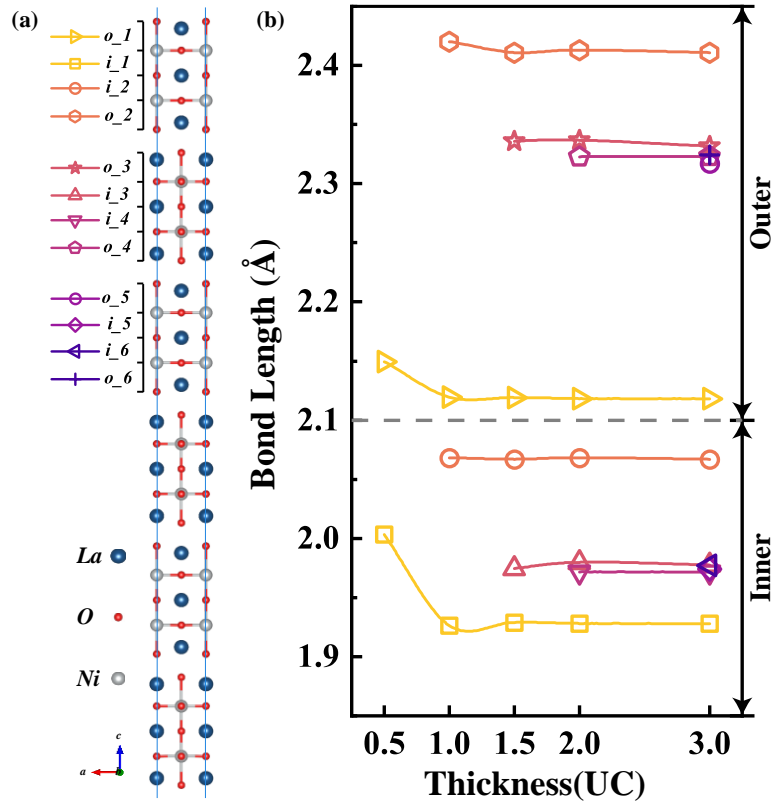 (a)
o_1
i_1
i_2
o_2
o_3
i_3
i_4
o_4
o_5
i_5
i_6
o_6
La
O
Ni
c
a
b
(b)
Bond Length (Å)
2.4
2.3
2.2
2.1
2.0
1.9
0.5 1.0 1.5 2.0 3.0
Thickness(UC)
Outer
Inner